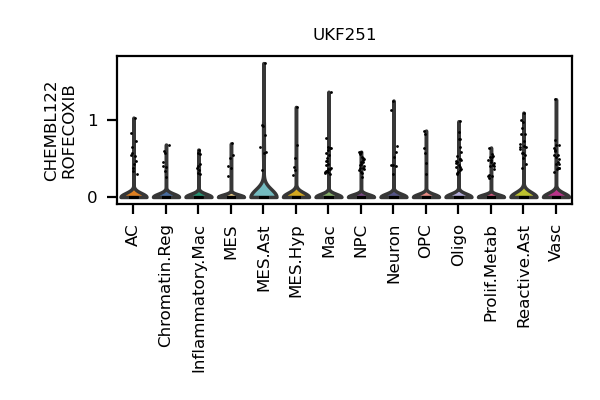 UKF251
CHEMBL122
ROFECOXIB
1
0
AC
Chromatin.Reg
Inflammatory.Mac
MES
MES.Ast
MES.Hyp
Mac
NPC
Neuron
OPC
Oligo
Prolif.Metab
Reactive.Ast
Vasc